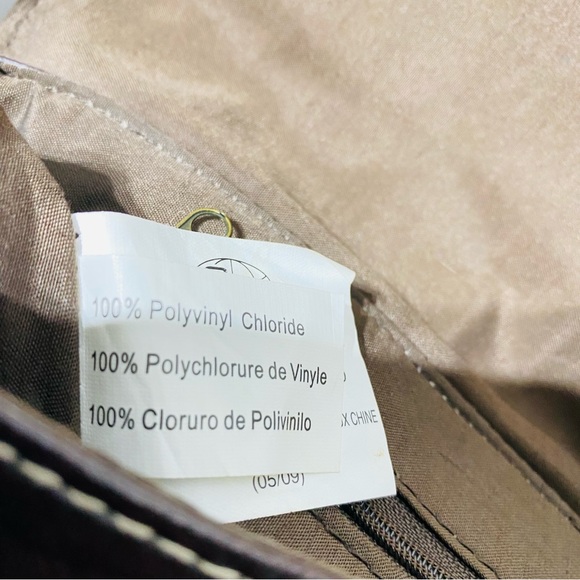 100% Polyvinyl Chloride
100% Polychlorure de Vinyle
100% Cloruro de Polivinilo
CHINE
(05/09)